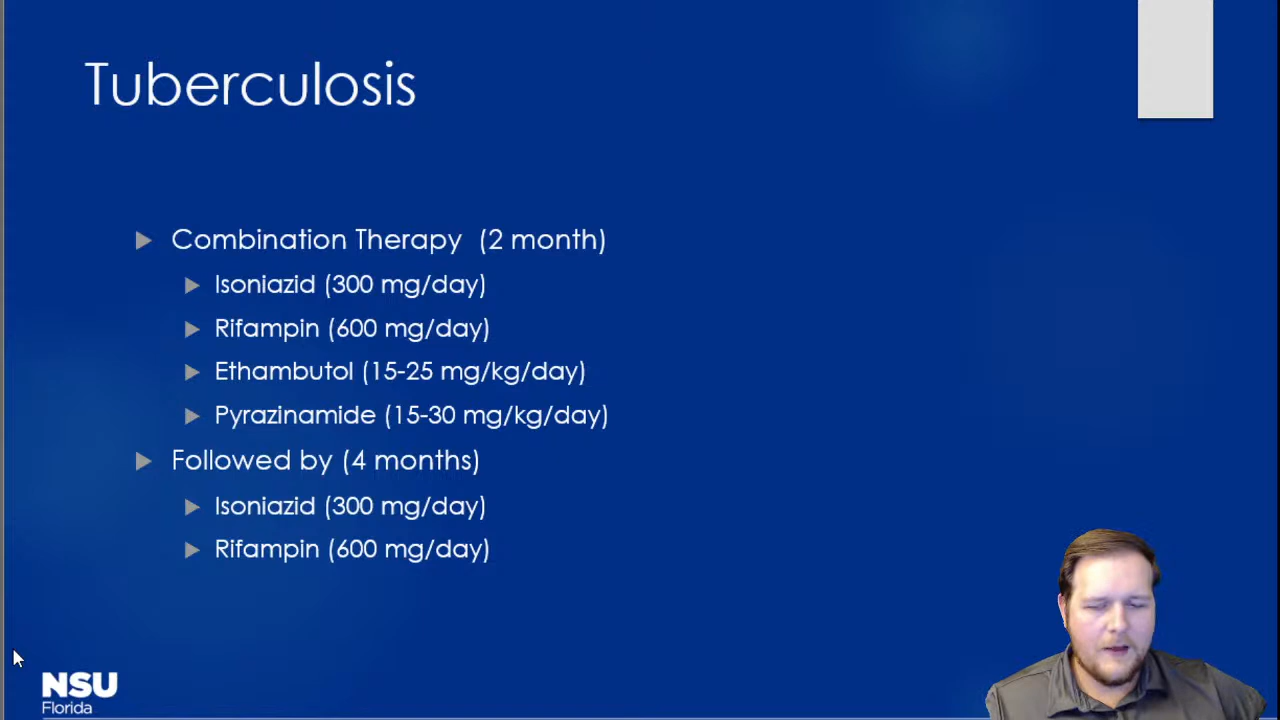 Tuberculosis
Combination Therapy (2 month)
Isoniazid (300 mg/day)
Rifampin (600 mg/day)
Ethambutol (15-25 mg/kg/day)
Pyrazinamide (15-30 mg/kg/day)
Followed by (4 months)
Isoniazid (300 mg/day)
Rifampin (600 mg/day)
NSU
Florida